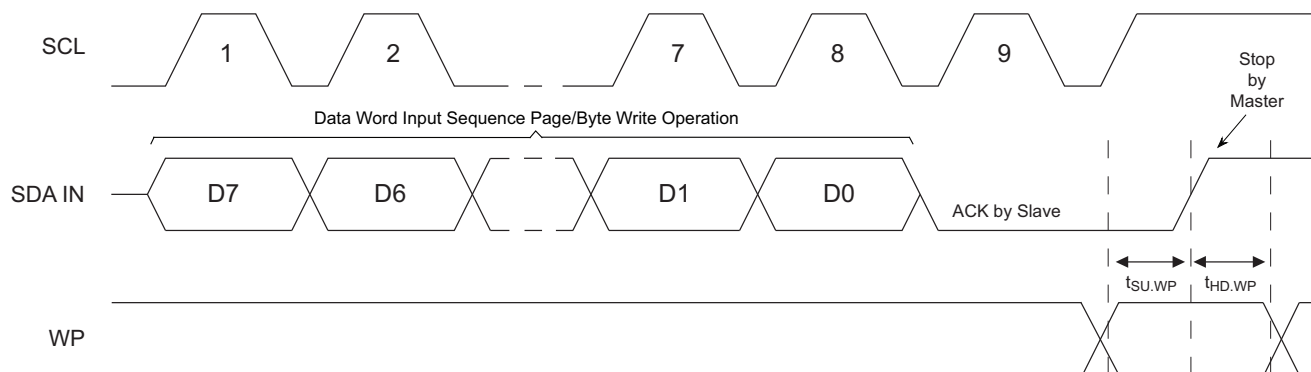 SCL
1
2
7
8
9
Stop
by
Master
Data Word Input Sequence Page/Byte Write Operation
SDA IN
D7
D6
D1
D0
ACK by Slave
tSU.WP
tHD.WP
WP